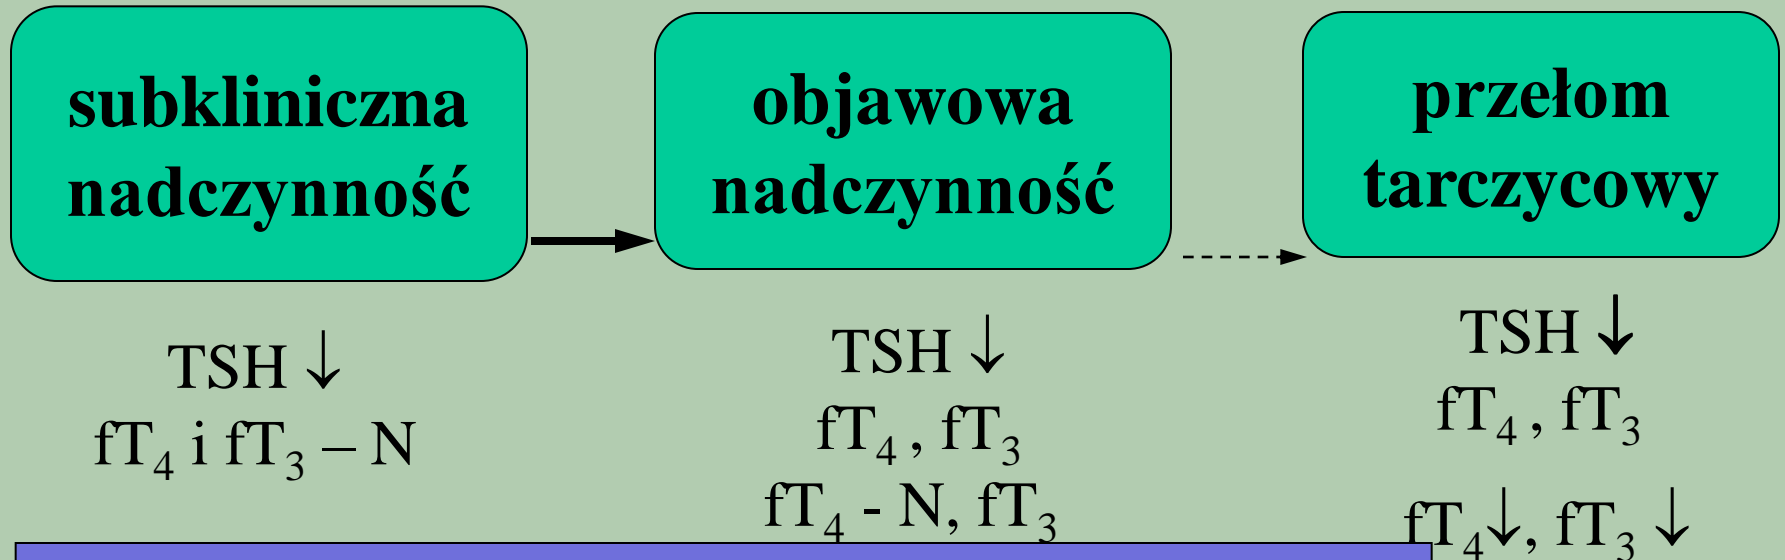 subkliniczna
nadczynność
objawowa
nadczynność
przełom
tarczycowy
TSH ↓
fT₄ i fT₃ – N
TSH ↓
fT₄ , fT₃
fT₄ - N, fT₃
TSH ↓
fT₄ , fT₃
fT₄↓, fT₃ ↓